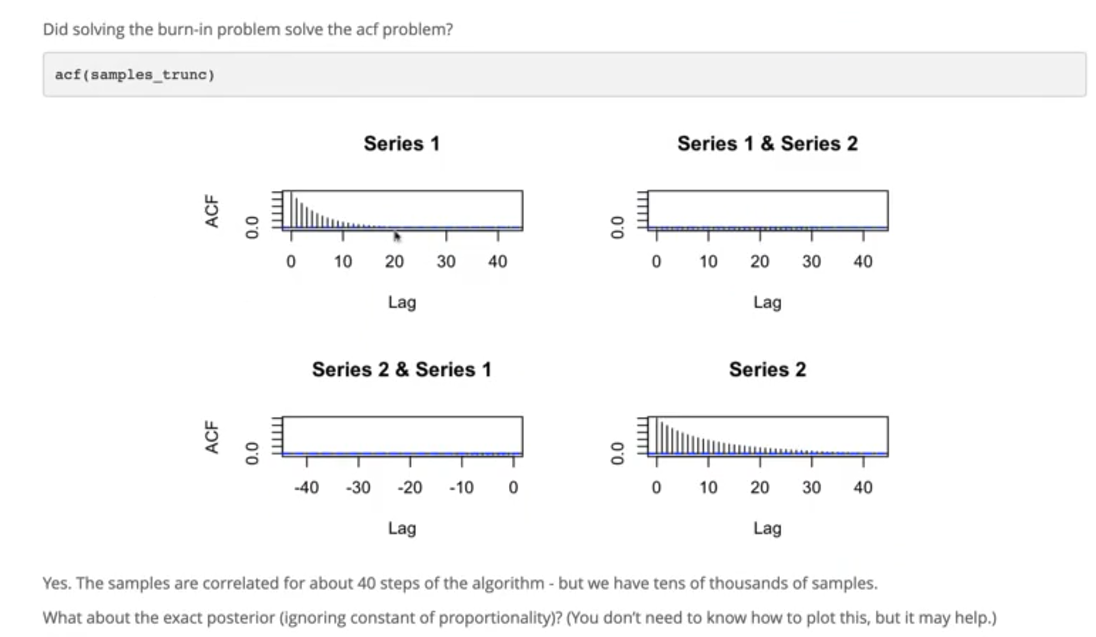 Did solving the burn-in problem solve the acf problem?
acf(samples_trunc)
Series 1
Series 1 & Series 2
ACF
0.0
0.0
0 10 20 30 40
0 10 20 30 40
Lag
Lag
Series 2 & Series 1
Series 2
ACF
0.0
0.0
-40 -30 -20 -10 0
0 10 20 30 40
Lag
Lag
Yes. The samples are correlated for about 40 steps of the algorithm - but we have tens of thousands of samples.
What about the exact posterior (ignoring constant of proportionality)? (You don’t need to know how to plot this, but it may help.)